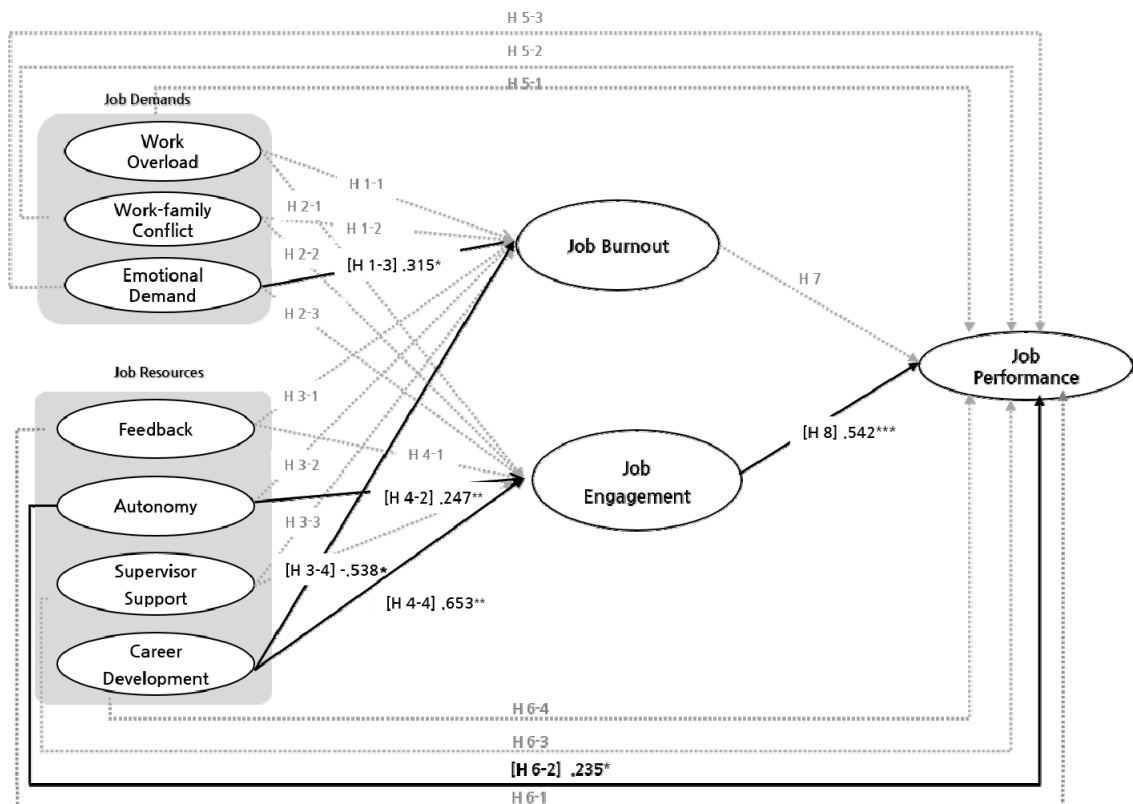 H 5-3
H 5-2
H 5-1
Job Demands
Work
Overload
H 1-1
H 2-1
Work-family
Conflict
H 1-2
H 2-2
Job Burnout
[H 1-3] .315*
Emotional
Demand
H 7
H 2-3
Job
Performance
Job Resources
H 3-1
Feedback
[H 8] .542***
H 4-1
H 3-2
Job
Engagement
[H 4-2] .247**
Autonomy
H 3-3
Supervisor
Support
[H 3-4] -.538*
[H 4-4] .653**
Career
Development
H 6-4
H 6-3
[H 6-2] .235*
H 6-1